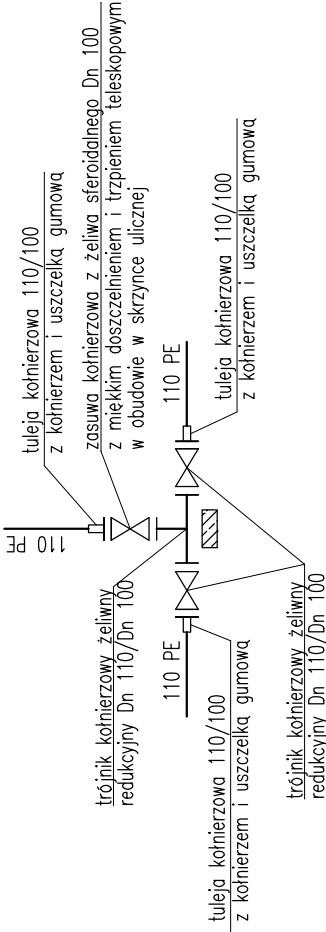 tuleja kołnierzowa 110/100
z kołnierzem i uszczelką gumową
zasuwa kołnierzowa z żeliwa sferoidalnego Dn 100
z miękkim doszczelnieniem i trzpieniem teleskopowym
w obudowie w skrzynce ulicznej
110 PE
trójnik kołnierzowy żeliwny
redukcyjny Dn 110/Dn 100
110 PE
110 PE
tuleja kołnierzowa 110/100
z kołnierzem i uszczelką gumową
tuleja kołnierzowa 110/100
z kołnierzem i uszczelką gumową
trójnik kołnierzowy żeliwny
redukcyjny Dn 110/Dn 100